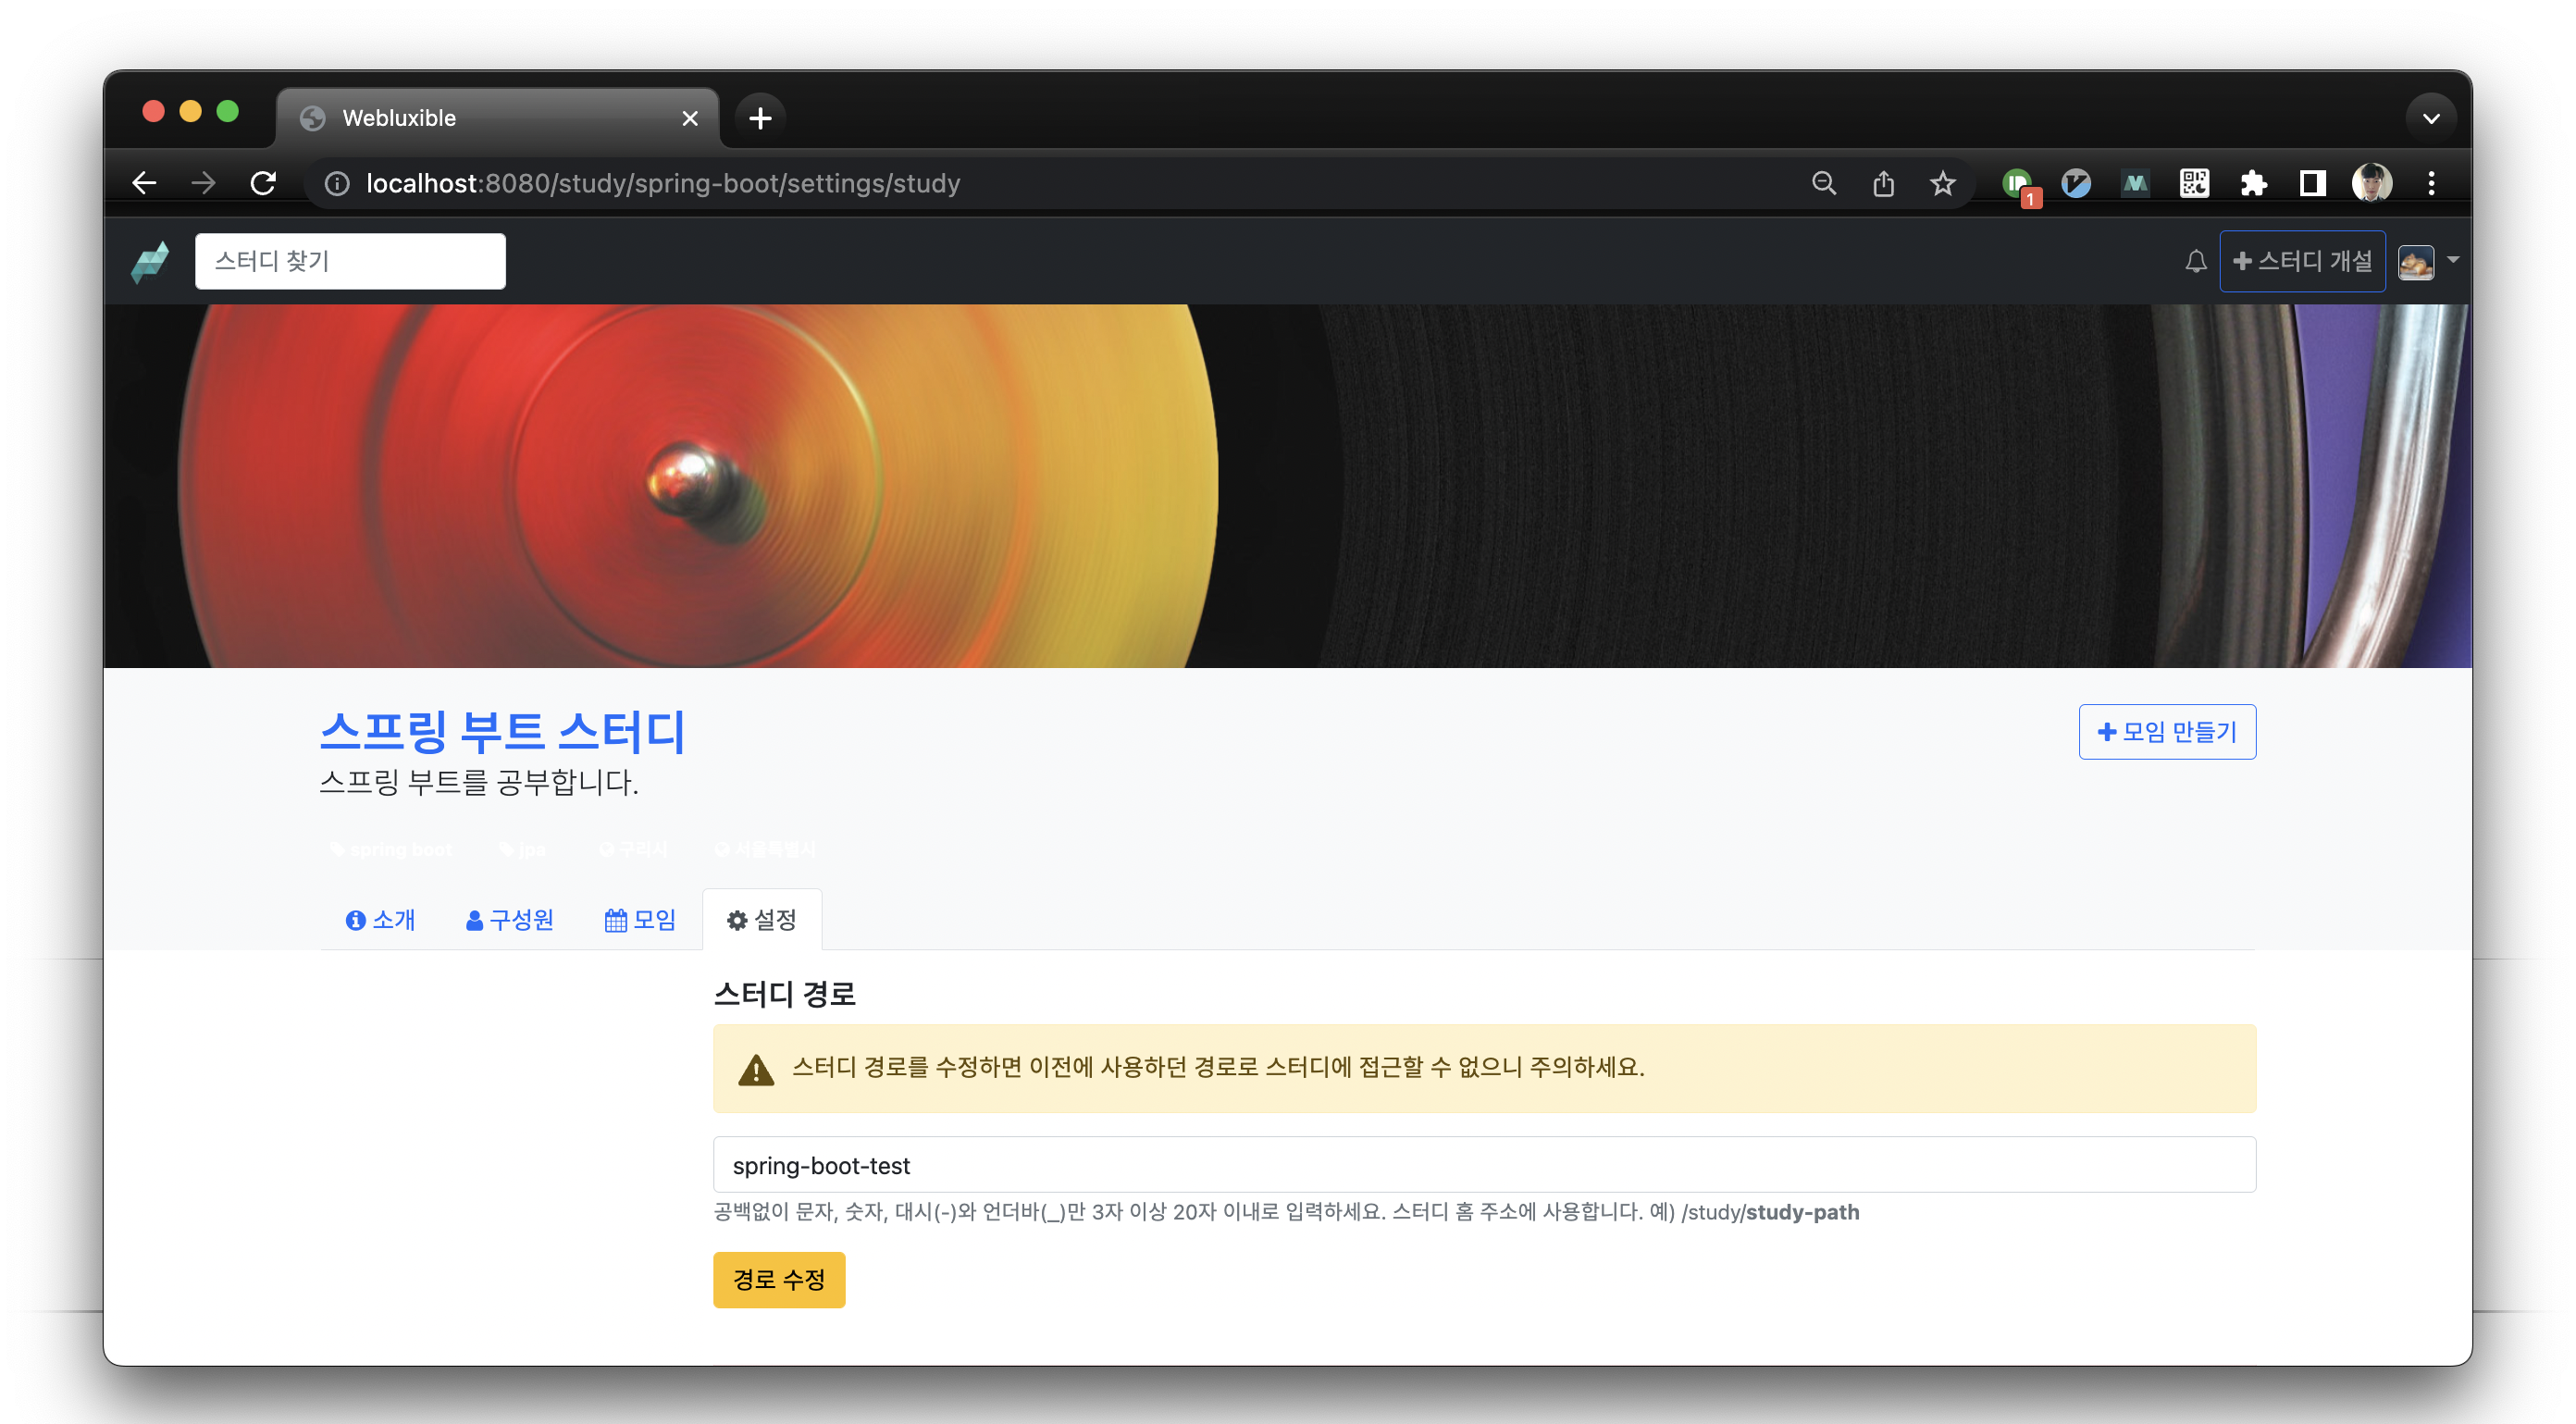 Webluxible
localhost:8080/study/spring-boot/settings/study
1
스터디 찾기
스터디 개설
스프링 부트 스터디
모임 만들기
스프링 부트를 공부합니다.
spring boot jpa 구리시 서울특별시
소개 구성원 모임 설정
스터디 경로
스터디 경로를 수정하면 이전에 사용하던 경로로 스터디에 접근할 수 없으니 주의하세요.
spring-boot-test
공백없이 문자, 숫자, 대시(-)와 언더바(_)만 3자 이상 20자 이내로 입력하세요. 스터디 홈 주소에 사용합니다. 예) /study/study-path
경로 수정